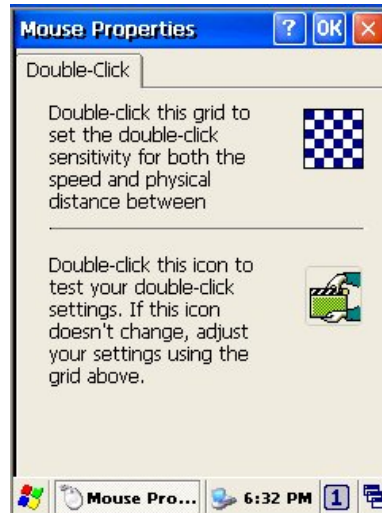 Mouse Properties ? OK ×
Double-Click
Double-click this grid to
set the double-click
sensitivity for both the
speed and physical
distance between
Double-click this icon to
test your double-click
settings. If this icon
doesn't change, adjust
your settings using the
grid above.
Mouse Pro... 6:32 PM 1